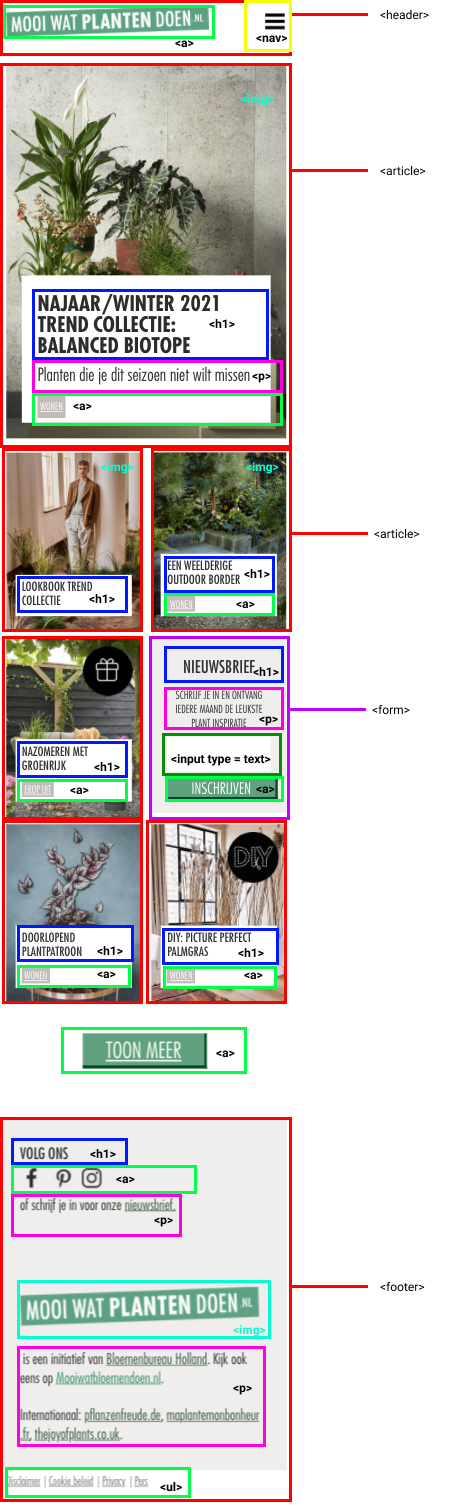 MOOI WAT PLANTEN DOEN.NL
<header>
<nav>
<a>
<img>
<article>
NAJAAR/WINTER 2021
TREND COLLECTIE:
<h1>
BALANCED BIOTOPE
Planten die je dit seizoen niet wilt missen <p>
WONEN <a>
<img>
<img>
<article>
LOOKBOOK TREND
COLLECTIE <h1>
EEN WEELDERIGE
OUTDOOR BORDER <h1>
WONEN <a>
NIEUWSBRIEF <h1>
SCHRIJF JE IN EN ONTVANG
IEDERE MAAND DE LEUKSTE
PLANT INSPIRATIE <p>
<form>
NAZOMEREN MET
GROENRIJK <h1>
EROP UIT <a>
<input type = text>
INSCHRIJVEN <a>
DIY
DOORLOPEND
PLANTPATROON <h1>
WONEN <a>
DIY: PICTURE PERFECT
PALMGRAS <h1>
WONEN <a>
TOON MEER <a>
VOLG ONS <h1>
<a>
of schrijf je in voor onze nieuwsbrief.
<p>
<footer>
MOOI WAT PLANTEN DOEN.NL
<img>
is een initiatief van Bloemenbureau Holland. Kijk ook
eens op Mooiwatbloemendoen.nl.
<p>
Internationaal: pflanzenfreude.de, maplantemonbonheur
.fr, thejoyofplants.co.uk.
Disclaimer | Cookie beleid | Privacy | Pers
<ul>